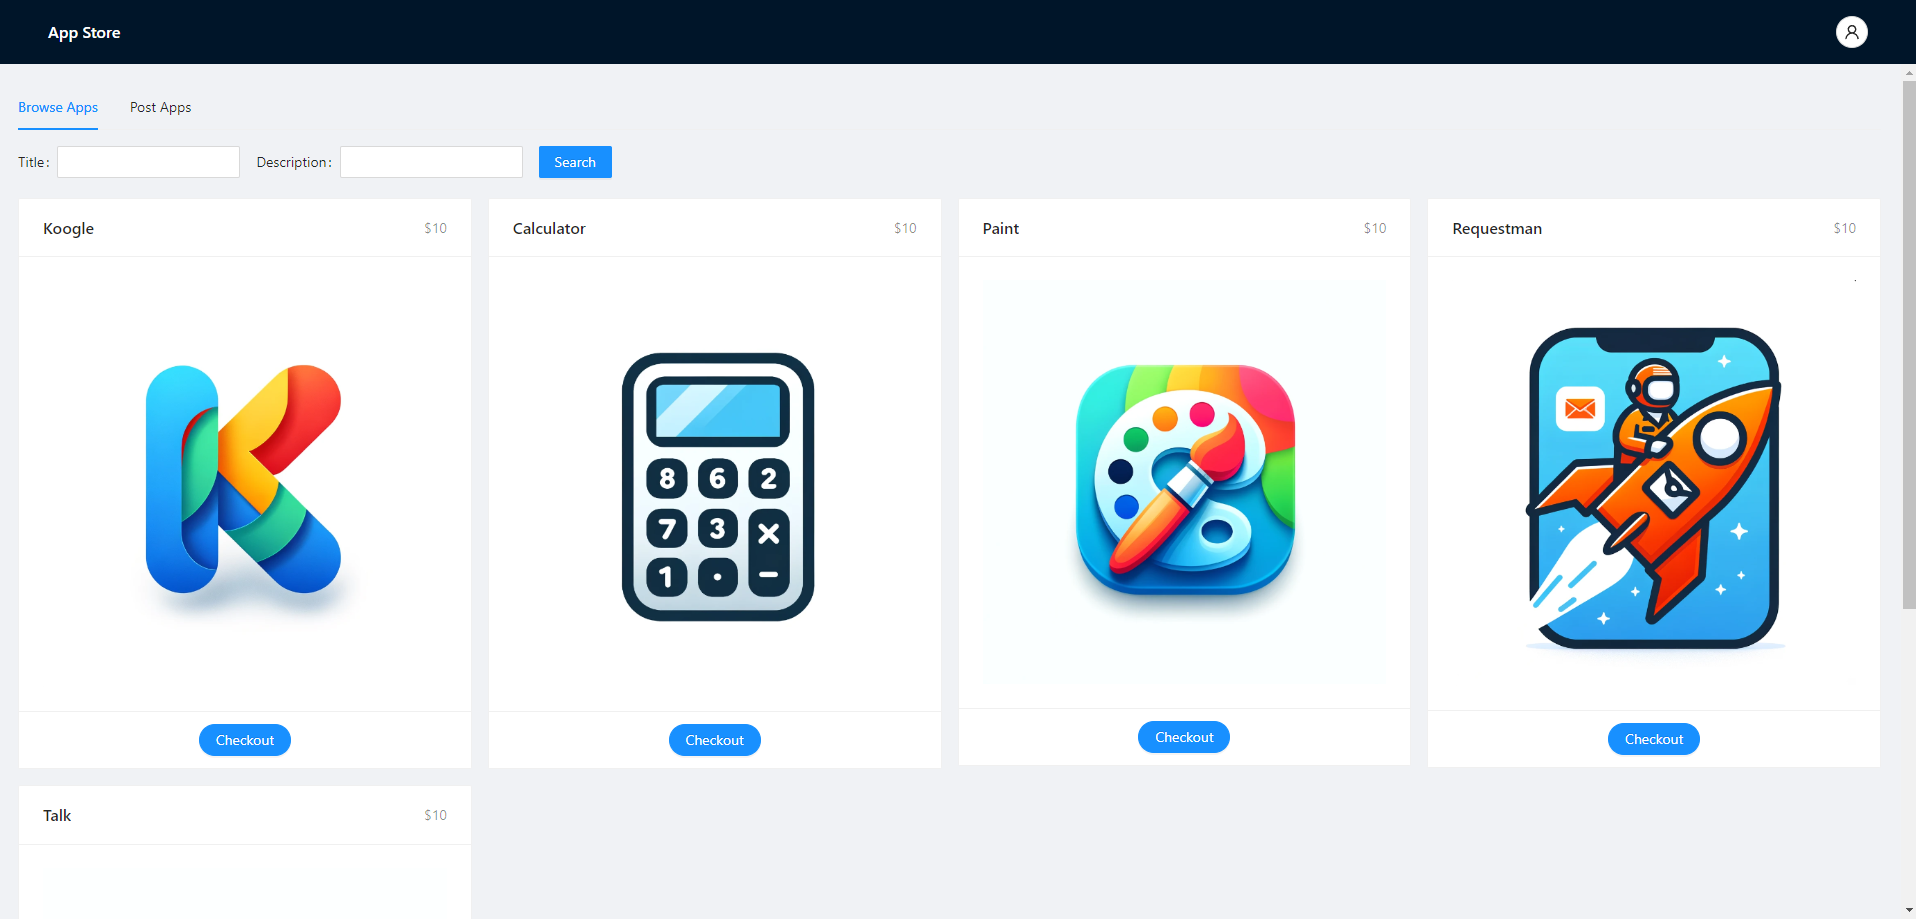 App Store
Browse Apps Post Apps
Title: Description: Search
Koogle $10
Calculator $10
Paint $10
Requestman $10
8 6 2
7 3 ×
1 . −
Checkout
Checkout
Checkout
Checkout
Talk $10